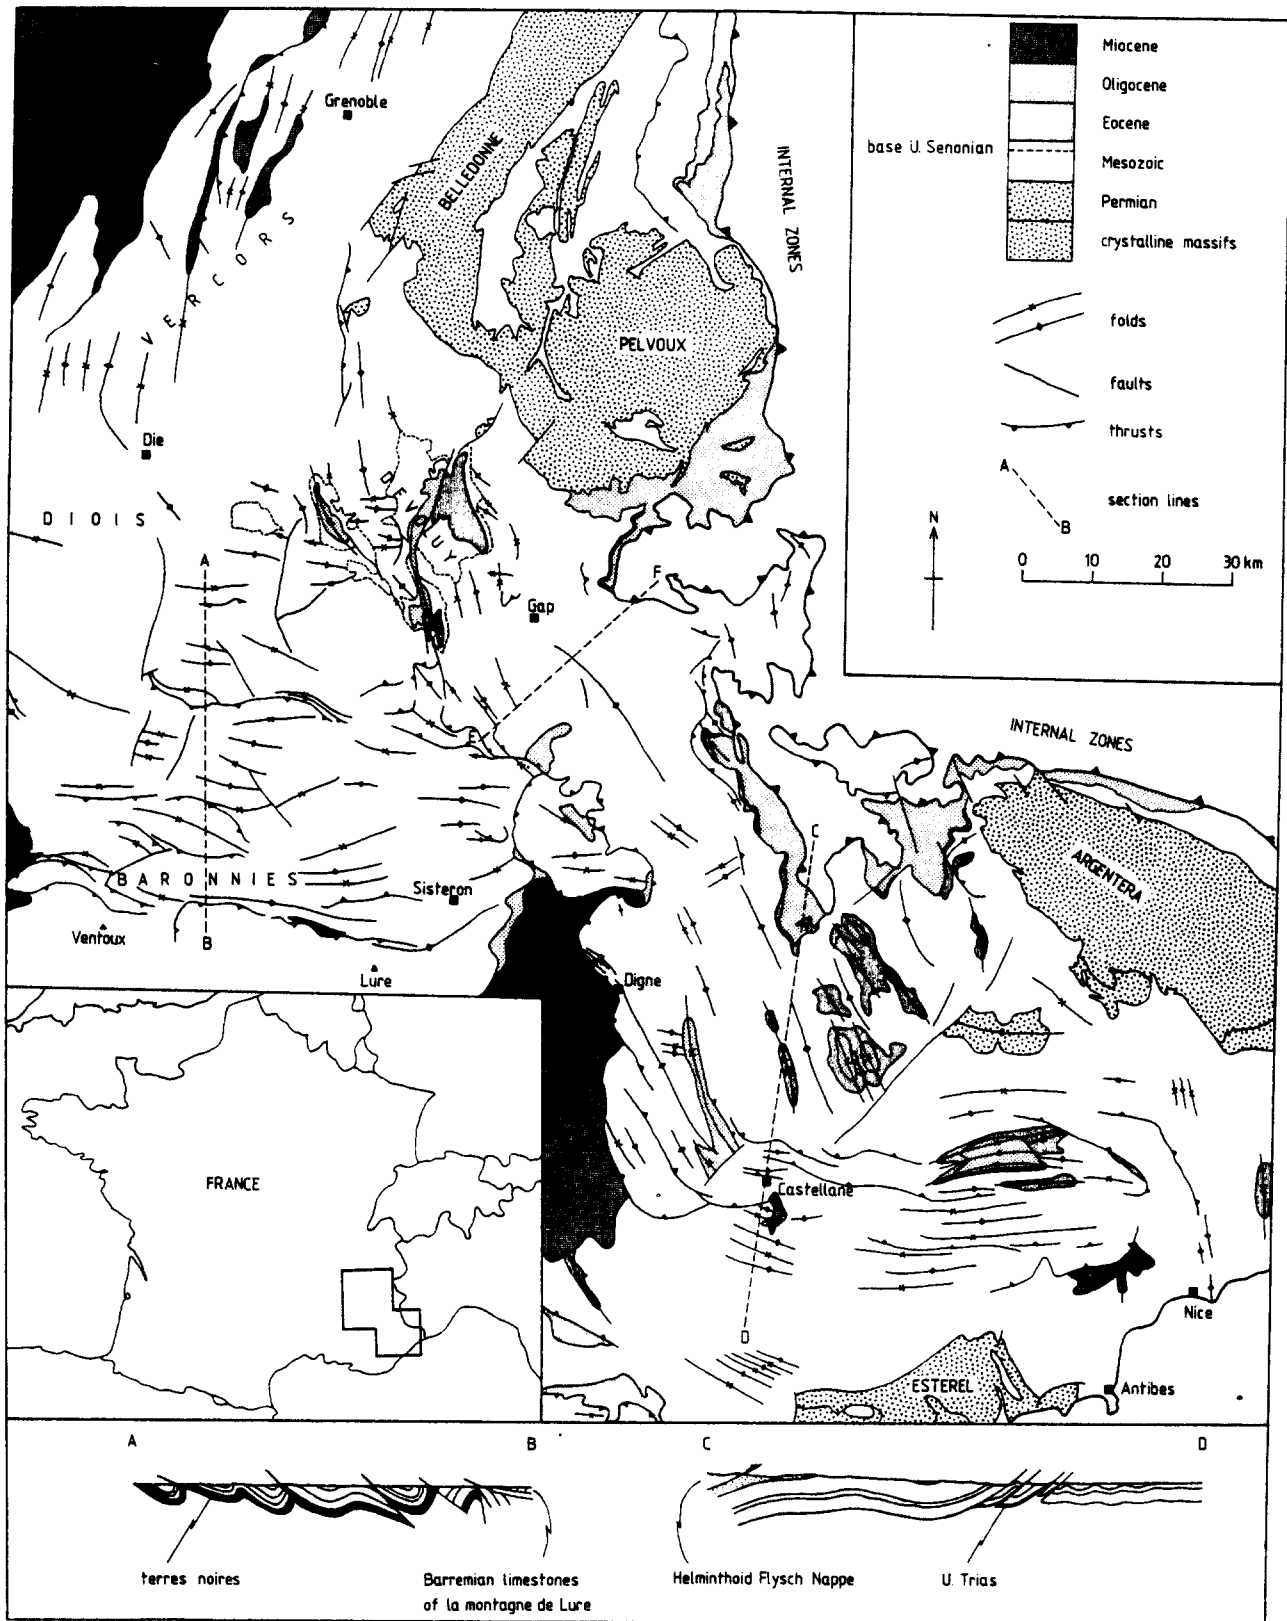 Miocene
Oligocene
Eocene
base U. Senonian
Mesozoic
Permian
crystalline massifs
folds
faults
thrusts
A
section lines
B
N
0 10 20 30 km
Grenoble
BELLEDONNE
INTERNAL ZONES
VERCORS
PELVOUX
Die
DIOIS
DEVOLUY
A
F
Gap
E
INTERNAL ZONES
C
ARGENTERA
BARONNIES
Sisteron
Ventoux
B
Lure
Digne
FRANCE
Castellane
Nice
D
ESTEREL
Antibes
A
B
C
D
terres noires
Barremian limestones
of la montagne de Lure
Helminthoid Flysch Nappe
U. Trias